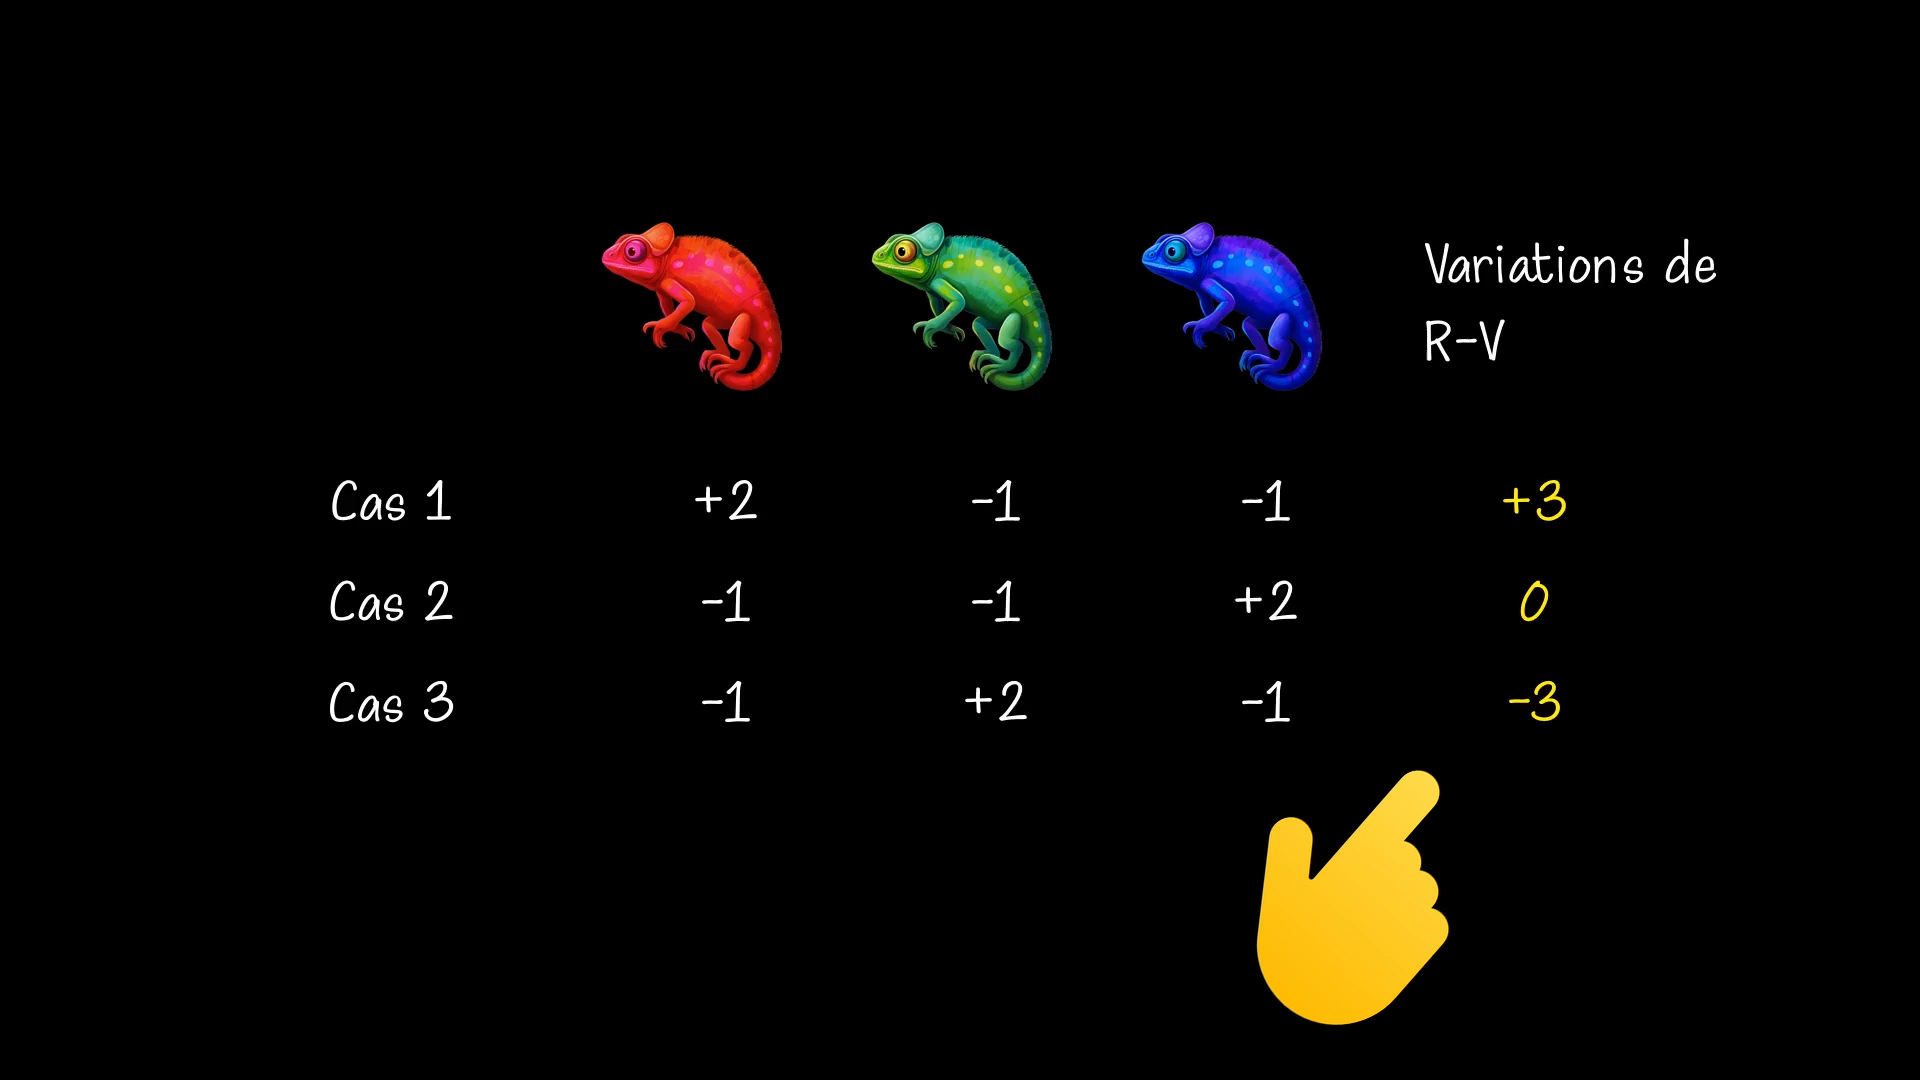 Variations de
R-V
Cas 1 +2 -1 -1 +3
Cas 2 -1 -1 +2 0
Cas 3 -1 +2 -1 -3